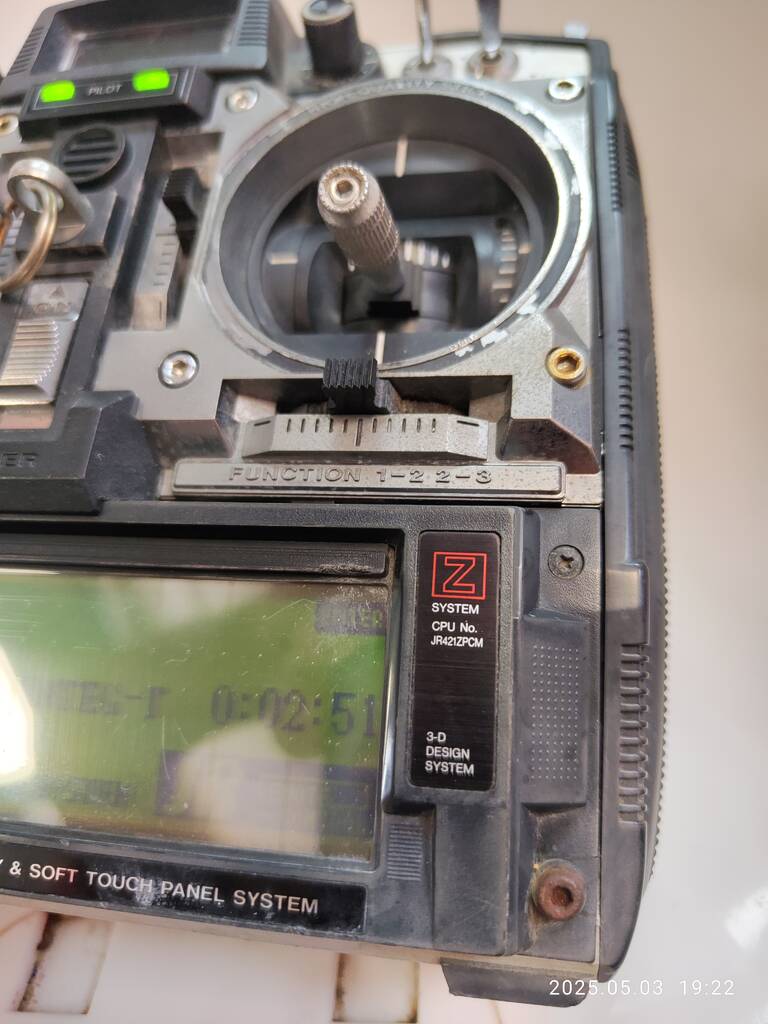 PILOT
FUNCTION 1-2 2-3
Z
SYSTEM
CPU No.
JR421ZPCM
0:02:51
3-D
DESIGN
SYSTEM
& SOFT TOUCH PANEL SYSTEM
2025.05.03 19:22